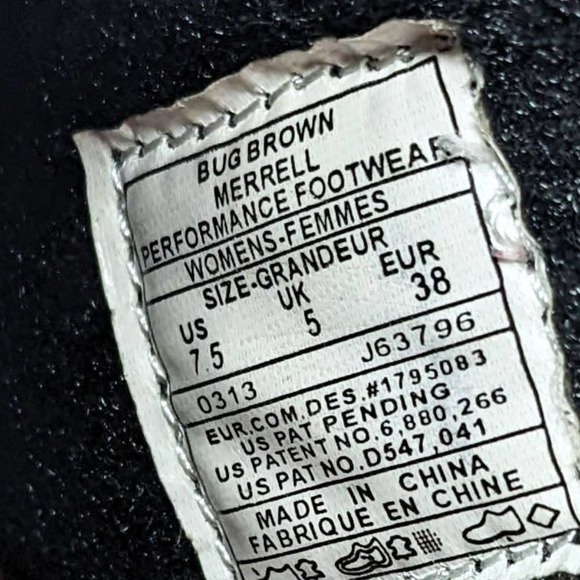 BUG BROWN
MERRELL
PERFORMANCE FOOTWEAR
WOMENS-FEMMES
SIZE-GRANDEUR
US UK EUR
7.5 5 38
0313 J63796
EUR.COM.DES.#1795083
US PAT PENDING
US PATENT NO.6,880,266
US PAT NO.D547,041
MADE IN CHINA
FABRIQUE EN CHINE